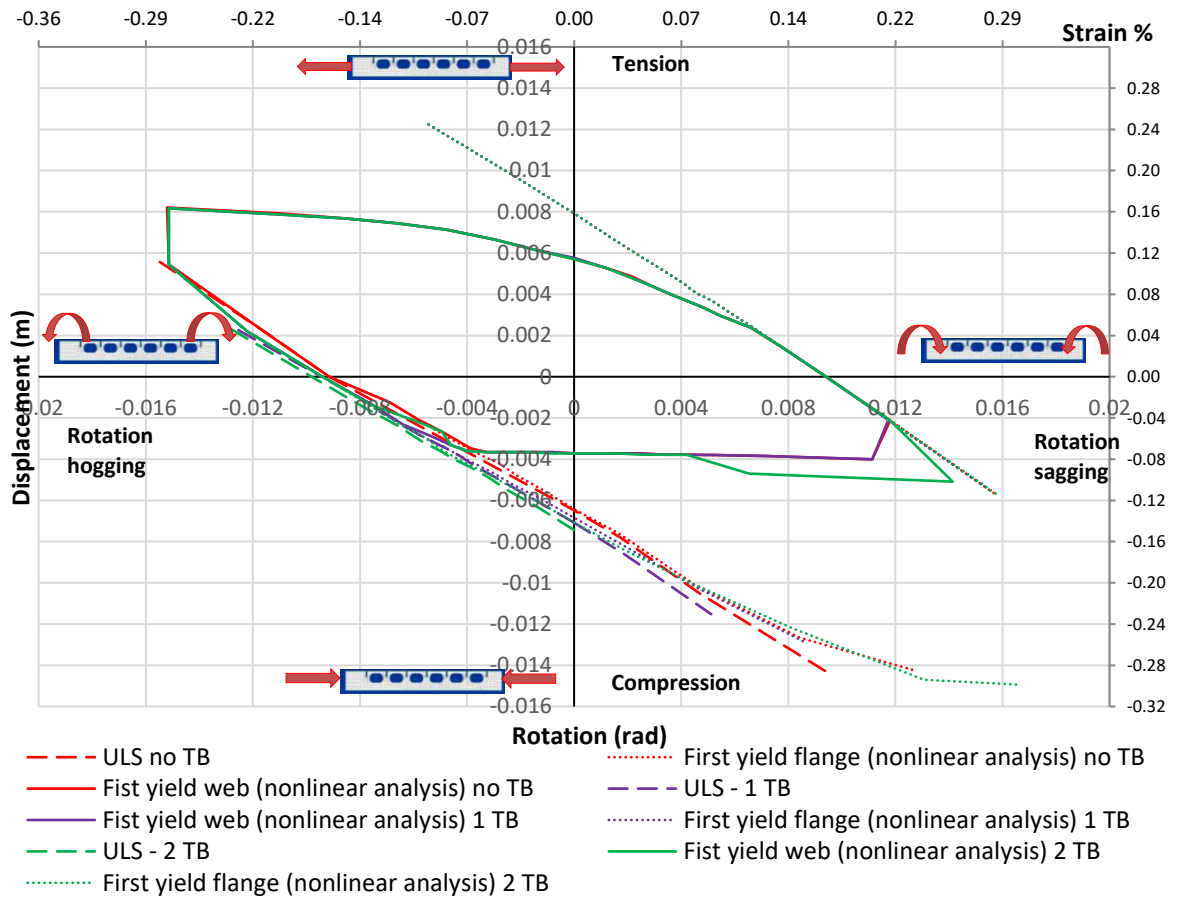 -0.36 -0.29 -0.22 -0.14 -0.07 0.00 0.07 0.14 0.22 0.29
Strain %
0.016
Tension
0.014
0.28
0.012
0.24
0.01
0.20
0.008
0.16
0.006
0.12
0.004
0.08
0.002
0.04
0
0.00
-0.02 -0.016 -0.012 -0.008 -0.004 0 0.004 0.008 0.012 0.016 0.02
-0.002
-0.04
Rotation
hogging
Rotation
sagging
-0.004
-0.08
-0.006
-0.12
-0.008
-0.16
-0.01
-0.20
-0.012
-0.24
-0.014
-0.28
Compression
-0.016
-0.32
Displacement (m)
Rotation (rad)
ULS no TB
First yield flange (nonlinear analysis) no TB
Fist yield web (nonlinear analysis) no TB
ULS - 1 TB
Fist yield web (nonlinear analysis) 1 TB
First yield flange (nonlinear analysis) 1 TB
ULS - 2 TB
Fist yield web (nonlinear analysis) 2 TB
First yield flange (nonlinear analysis) 2 TB